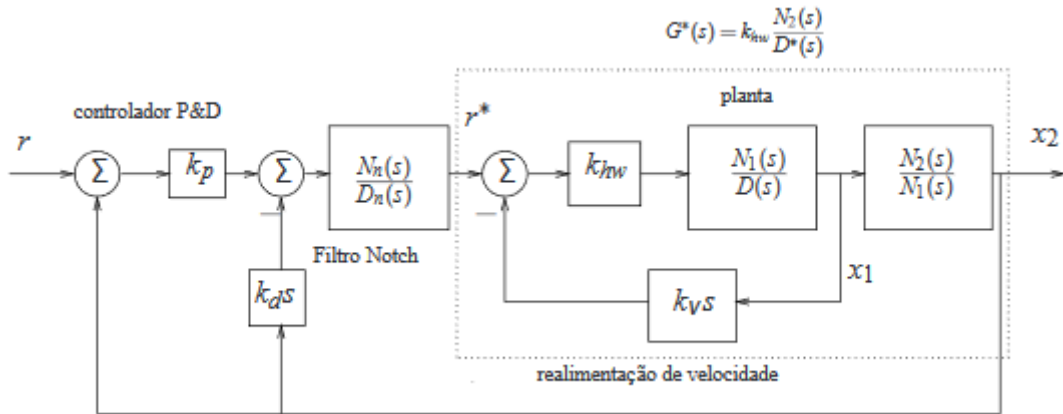 G*(s) = k_hw N₂(s)/D*(s)
controlador P&D
planta
r
r*
x₂
Σ
k_p
Σ
N_n(s)/D_n(s)
Σ
k_hw
N₁(s)/D(s)
N₂(s)/N₁(s)
Filtro Notch
x₁
k_d s
k_v s
realimentação de velocidade